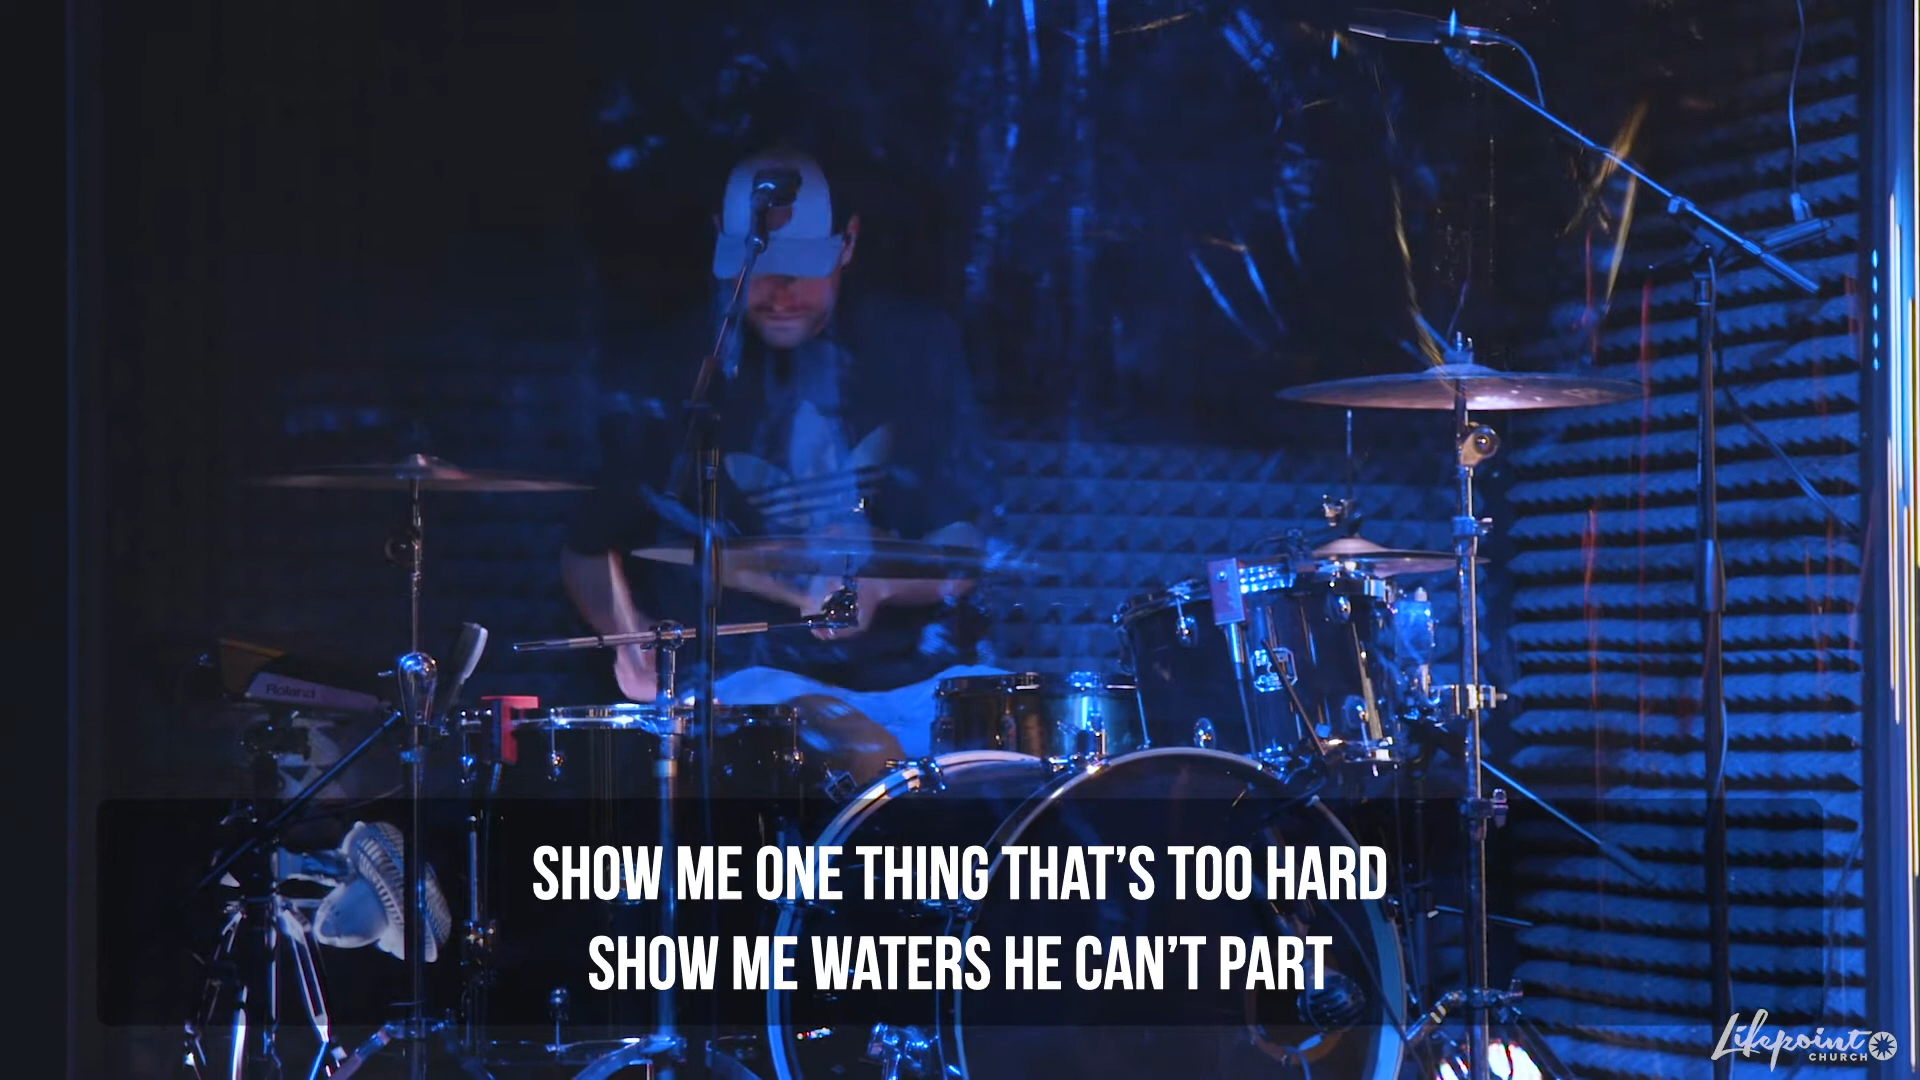 Roland
SHOW ME ONE THING THAT'S TOO HARD
SHOW ME WATERS HE CAN'T PART
Lifepoint
CHURCH